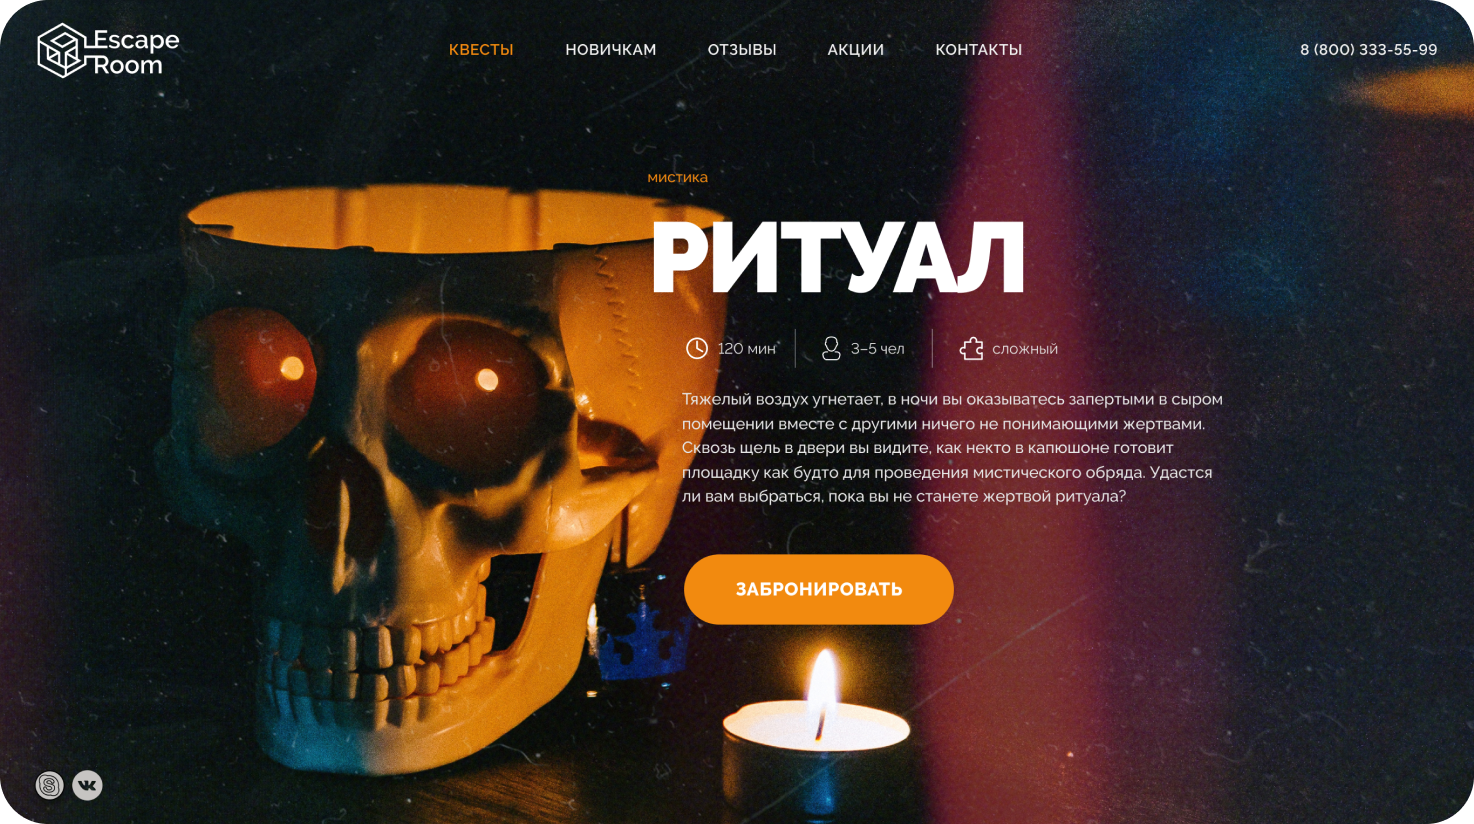 Escape
Room
КВЕСТЫ НОВИЧКАМ ОТЗЫВЫ АКЦИИ КОНТАКТЫ 8 (800) 333-55-99
мистика
РИТУАЛ
120 мин 3–5 чел сложный
Тяжелый воздух угнетает, в ночи вы оказыватесь запертыми в сыром
помещении вместе с другими ничего не понимающими жертвами.
Сквозь щель в двери вы видите, как некто в капюшоне готовит
площадку как будто для проведения мистического обряда. Удастся
ли вам выбраться, пока вы не станете жертвой ритуала?
ЗАБРОНИРОВАТЬ